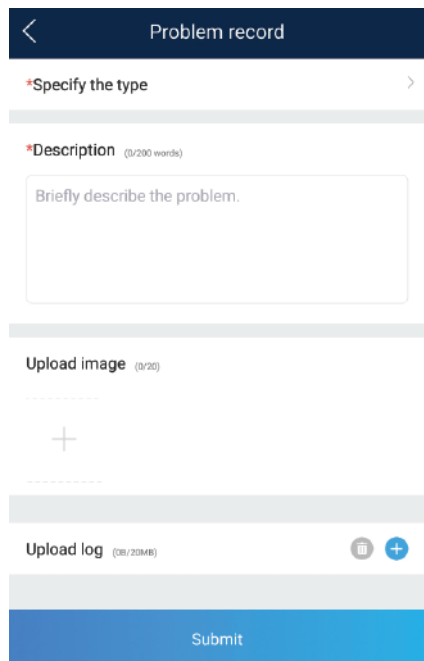 Problem record
*Specify the type
*Description (0/200 words)
Briefly describe the problem.
Upload image (0/20)
Upload log (0B/20MB)
Submit